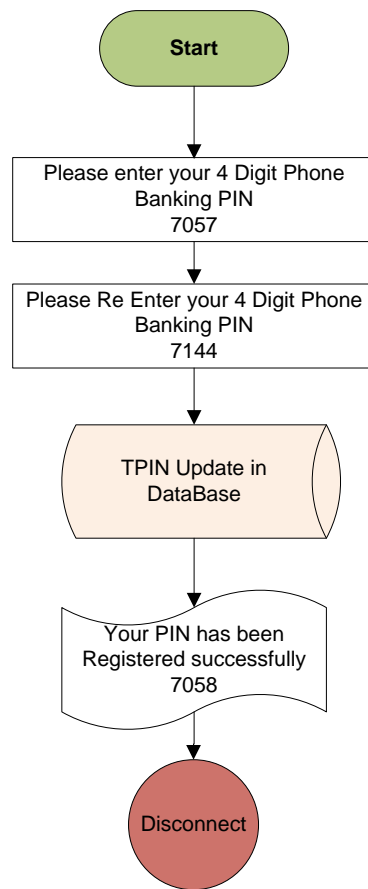 Start
Please enter your 4 Digit Phone
Banking PIN
7057
Please Re Enter your 4 Digit Phone
Banking PIN
7144
TPIN Update in
DataBase
Your PIN has been
Registered successfully
7058
Disconnect